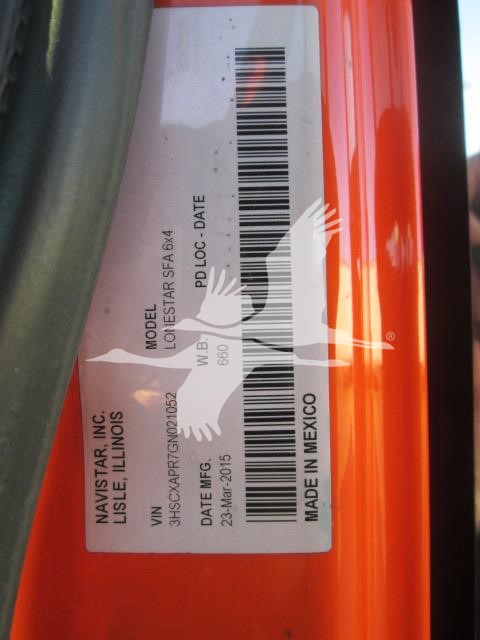 NAVISTAR, INC.
LISLE, ILLINOIS
VIN MODEL
3HSCXAPR7GN021052 LONESTAR SFA 6x4
DATE MFG. W.B. PD LOC - DATE
23-Mar-2015 660
MADE IN MEXICO
®